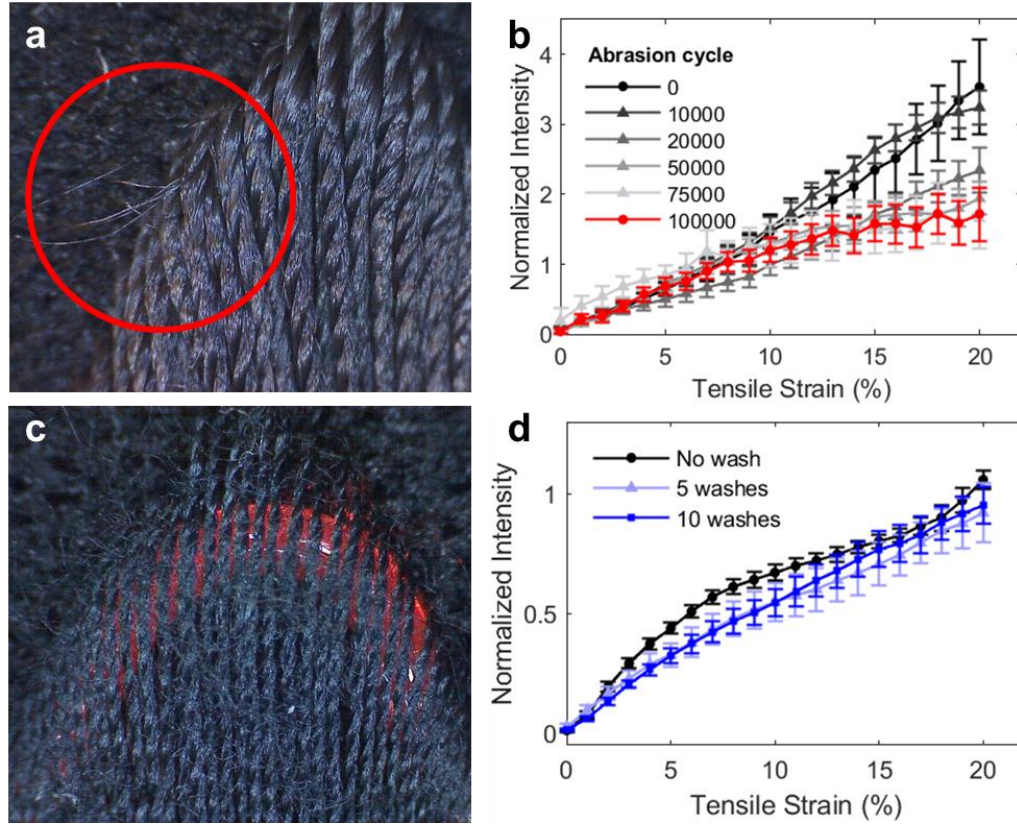 a
b
Normalized Intensity
4
3
2
1
0
Abrasion cycle
0
10000
20000
50000
75000
100000
0 5 10 15 20
Tensile Strain (%)
c
d
Normalized Intensity
1
0.5
0
No wash
5 washes
10 washes
0 5 10 15 20
Tensile Strain (%)